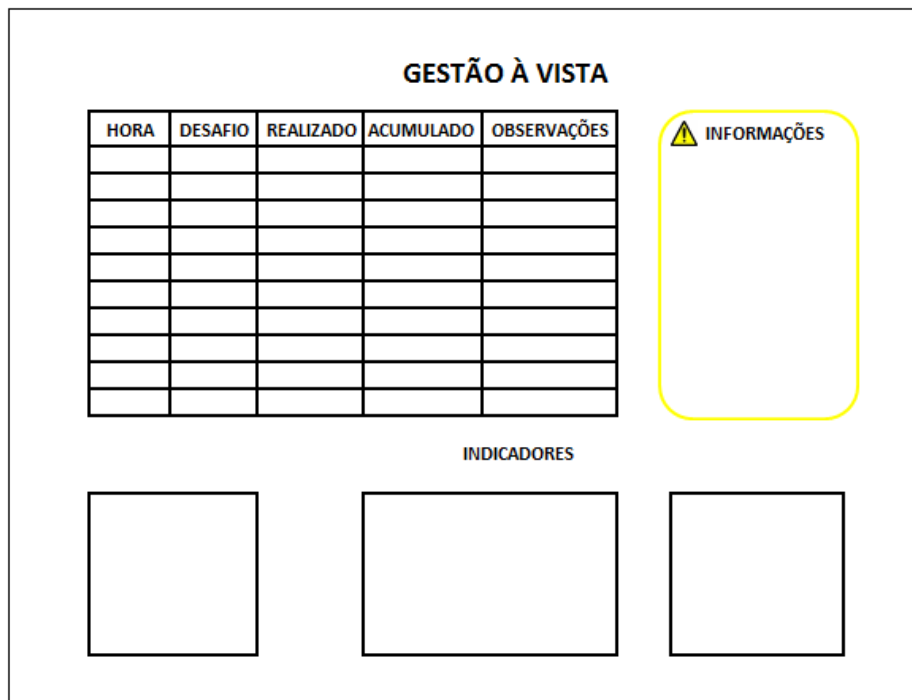 GESTÃO À VISTA
HORA DESAFIO REALIZADO ACUMULADO OBSERVAÇÕES
INFORMAÇÕES
INDICADORES